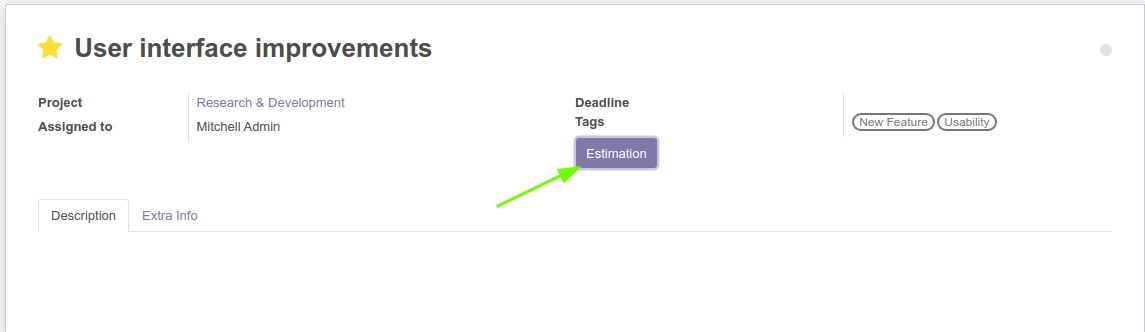 User interface improvements
Project
Research & Development
Assigned to
Mitchell Admin
Deadline
Tags
New Feature Usability
Estimation
Description Extra Info